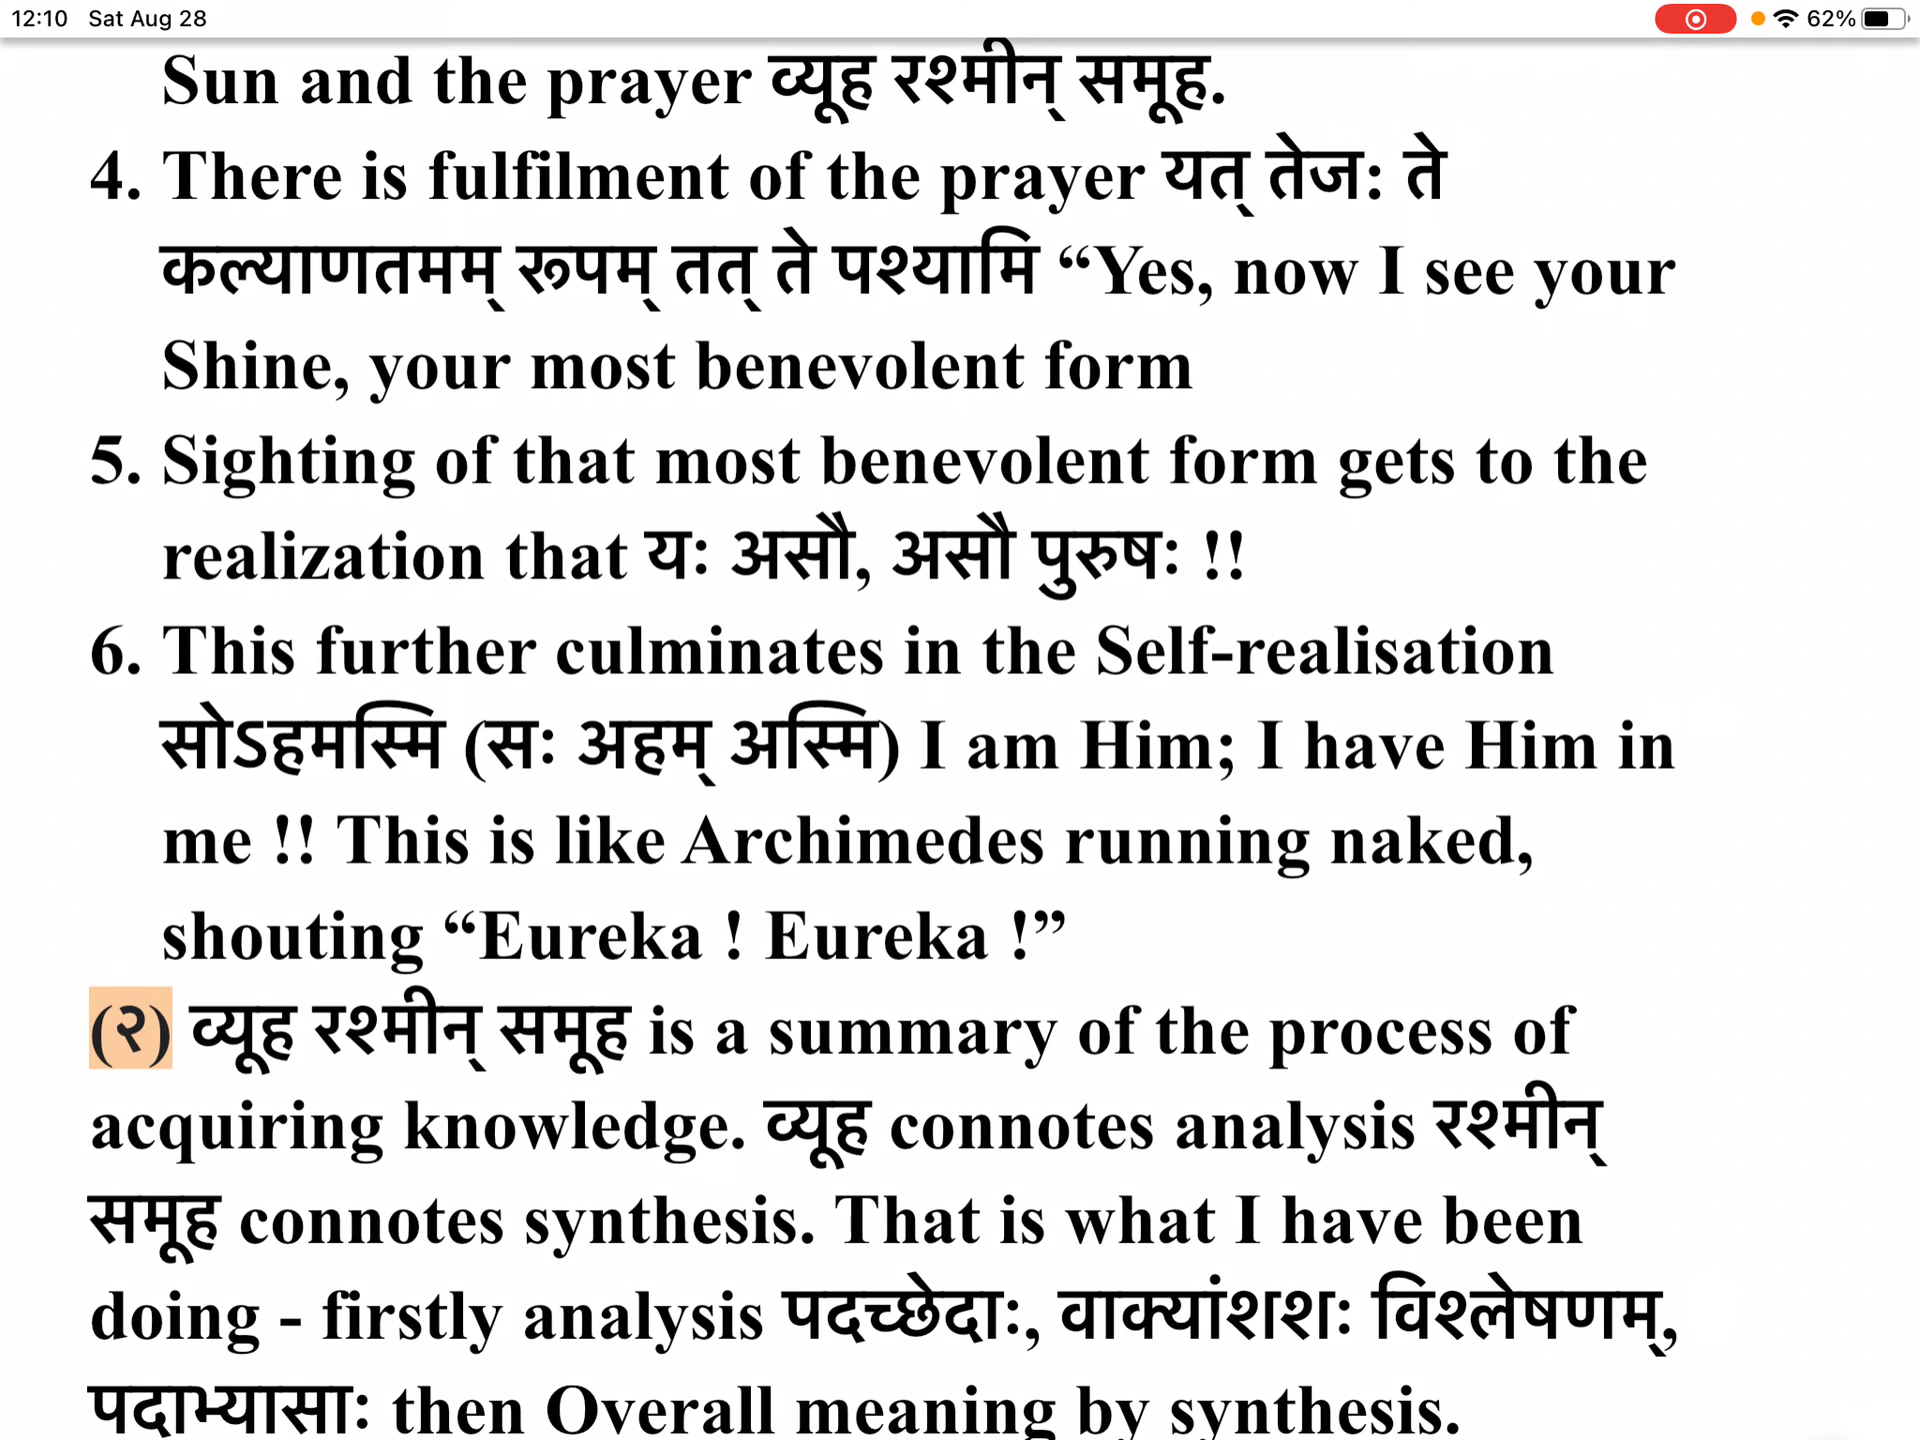 12:10 Sat Aug 28 62%
Sun and the prayer व्यूह रश्मीन् समूह.
4. There is fulfilment of the prayer यत् तेजः ते
कल्याणतमम् रूपम् तत् ते पश्यामि “Yes, now I see your
Shine, your most benevolent form
5. Sighting of that most benevolent form gets to the
realization that यः असौ, असौ पुरुषः !!
6. This further culminates in the Self-realisation
सोऽहमस्मि (सः अहम् अस्मि) I am Him; I have Him in
me !! This is like Archimedes running naked,
shouting “Eureka ! Eureka !”
(२) व्यूह रश्मीन् समूह is a summary of the process of
acquiring knowledge. व्यूह connotes analysis रश्मीन्
समूह connotes synthesis. That is what I have been
doing - firstly analysis पदच्छेदाः, वाक्यांशशः विश्लेषणम्,
पदाभ्यासाः then Overall meaning by synthesis.